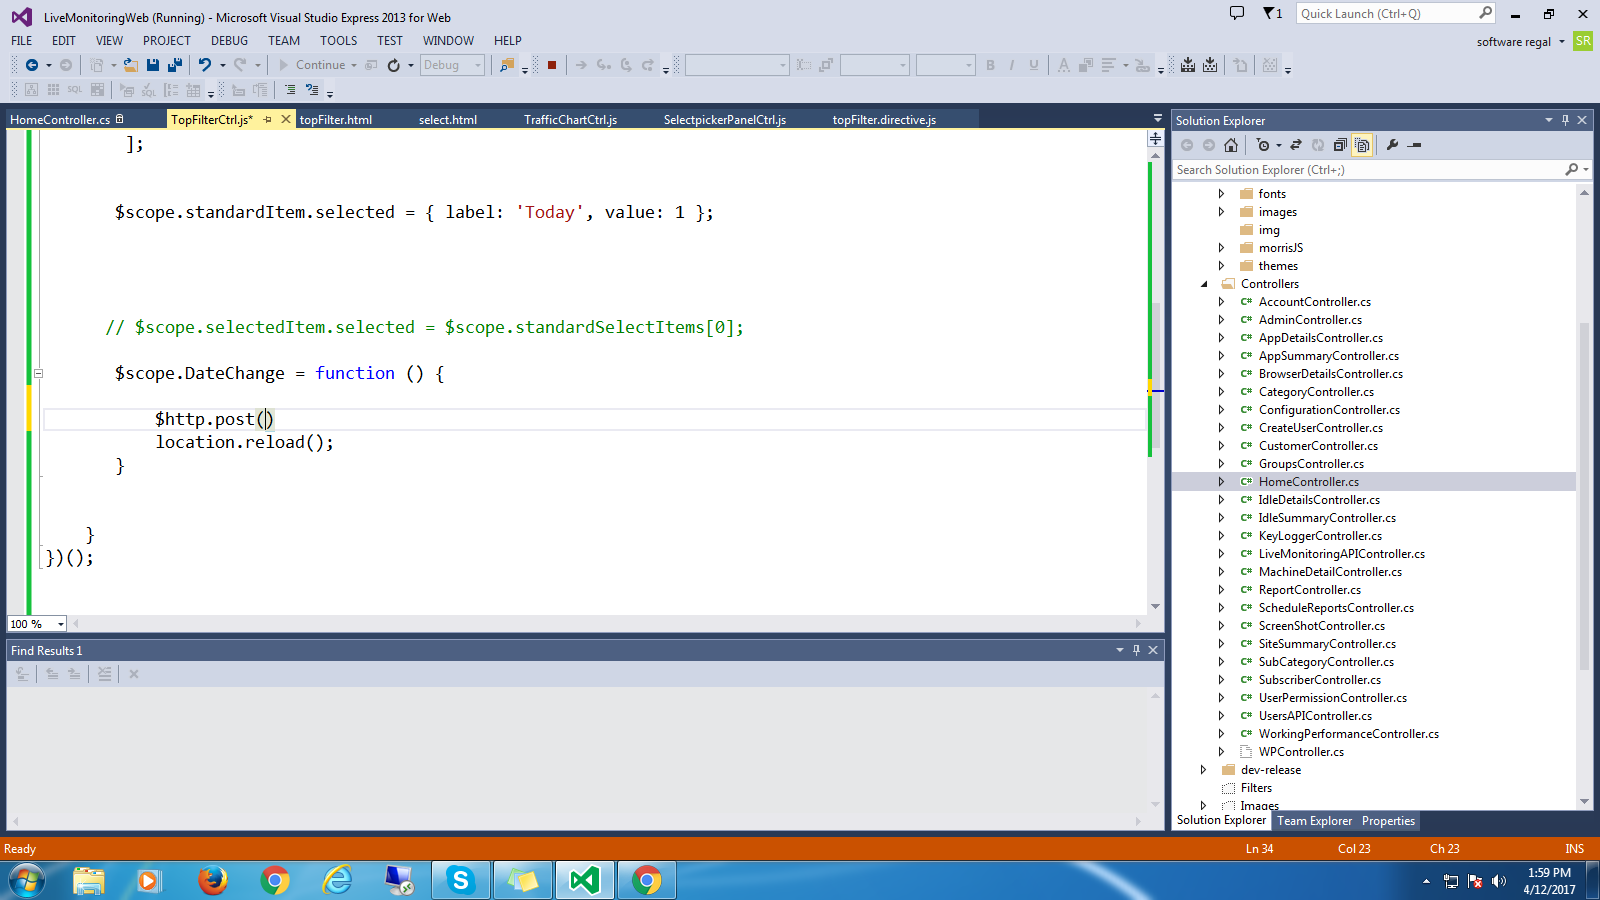 LiveMonitoringWeb (Running) - Microsoft Visual Studio Express 2013 for Web
1
Quick Launch (Ctrl+Q)
FILE EDIT VIEW PROJECT DEBUG TEAM TOOLS TEST WINDOW HELP
software regal
SR
Continue
Debug
B I U A
SQL SQL
HomeController.cs TopFilterCtrl.js* topFilter.html select.html TrafficChartCtrl.js SelectpickerPanelCtrl.js topFilter.directive.js
];
$scope.standardItem.selected = { label: 'Today', value: 1 };
// $scope.selectedItem.selected = $scope.standardSelectItems[0];
$scope.DateChange = function () {
$http.post()
location.reload();
}
}
})();
100 %
Find Results 1
Solution Explorer
Search Solution Explorer (Ctrl+;)
fonts
images
img
morrisJS
themes
Controllers
C# AccountController.cs
C# AdminController.cs
C# AppDetailsController.cs
C# AppSummaryController.cs
C# BrowserDetailsController.cs
C# CategoryController.cs
C# ConfigurationController.cs
C# CreateUserController.cs
C# CustomerController.cs
C# GroupsController.cs
C# HomeController.cs
C# IdleDetailsController.cs
C# IdleSummaryController.cs
C# KeyLoggerController.cs
C# LiveMonitoringAPIController.cs
C# MachineDetailController.cs
C# ReportController.cs
C# ScheduleReportsController.cs
C# ScreenShotController.cs
C# SiteSummaryController.cs
C# SubCategoryController.cs
C# SubscriberController.cs
C# UserPermissionController.cs
C# UsersAPIController.cs
C# WorkingPerformanceController.cs
WPController.cs
dev-release
Filters
Images
Solution Explorer Team Explorer Properties
Ready
Ln 34 Col 23 Ch 23 INS
1:59 PM
4/12/2017